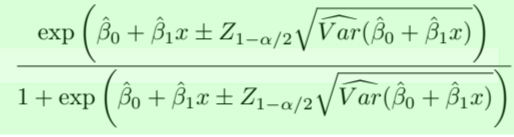 exp(β̂₀ + β̂₁x ± Z₁₋α/₂√(V̂ar(β̂₀ + β̂₁x)))
1 + exp(β̂₀ + β̂₁x ± Z₁₋α/₂√(V̂ar(β̂₀ + β̂₁x)))